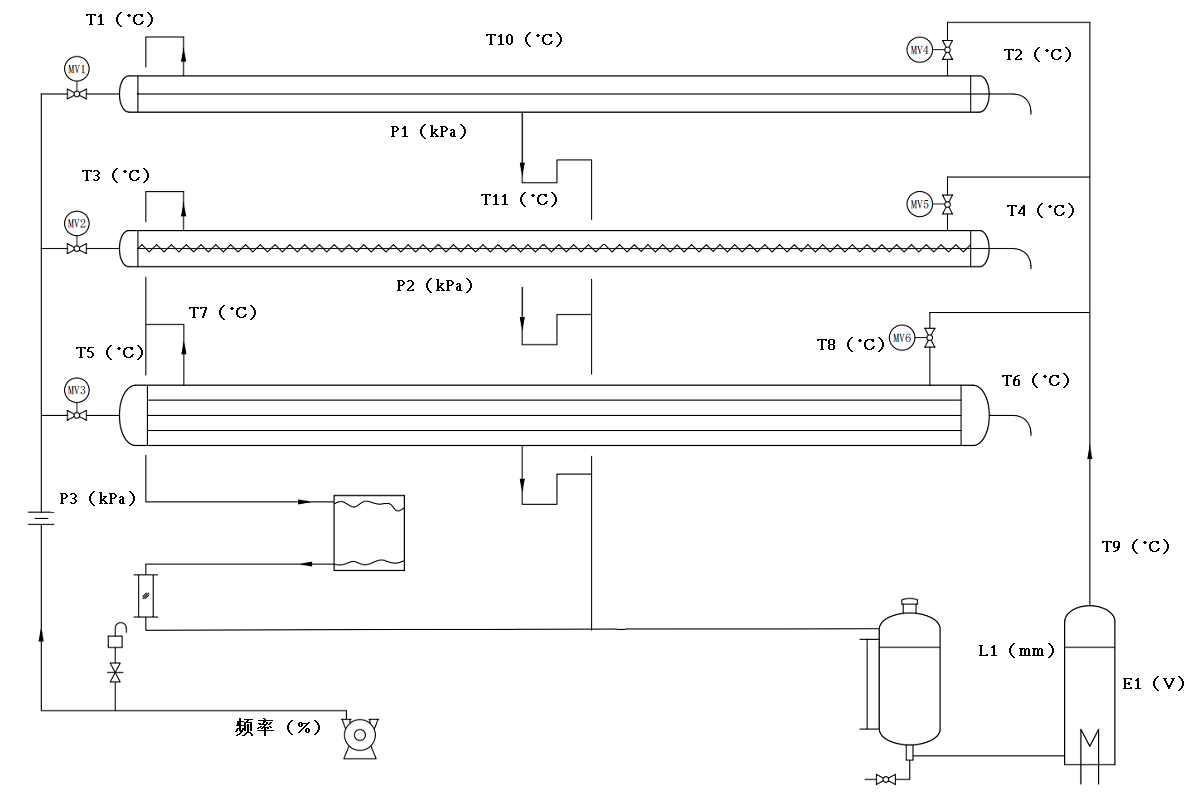 T1（℃）
T10（℃）
MV4
T2（℃）
MV1
P1（kPa）
T3（℃）
T11（℃）
MV5
T4（℃）
MV2
P2（kPa）
T7（℃）
T5（℃）
T8（℃）
MV6
T6（℃）
MV3
P3（kPa）
T9（℃）
L1（mm）
E1（V）
频率（%）